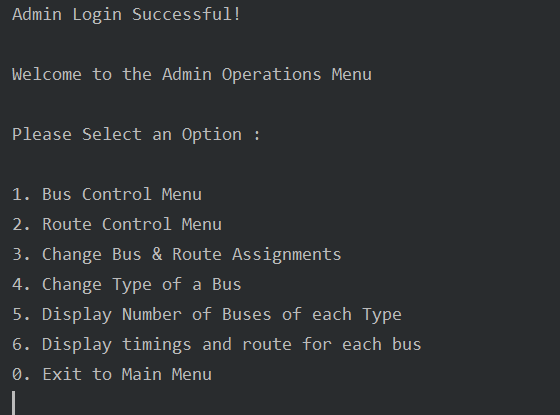 Admin Login Successful!
Welcome to the Admin Operations Menu
Please Select an Option :
1. Bus Control Menu
2. Route Control Menu
3. Change Bus & Route Assignments
4. Change Type of a Bus
5. Display Number of Buses of each Type
6. Display timings and route for each bus
0. Exit to Main Menu